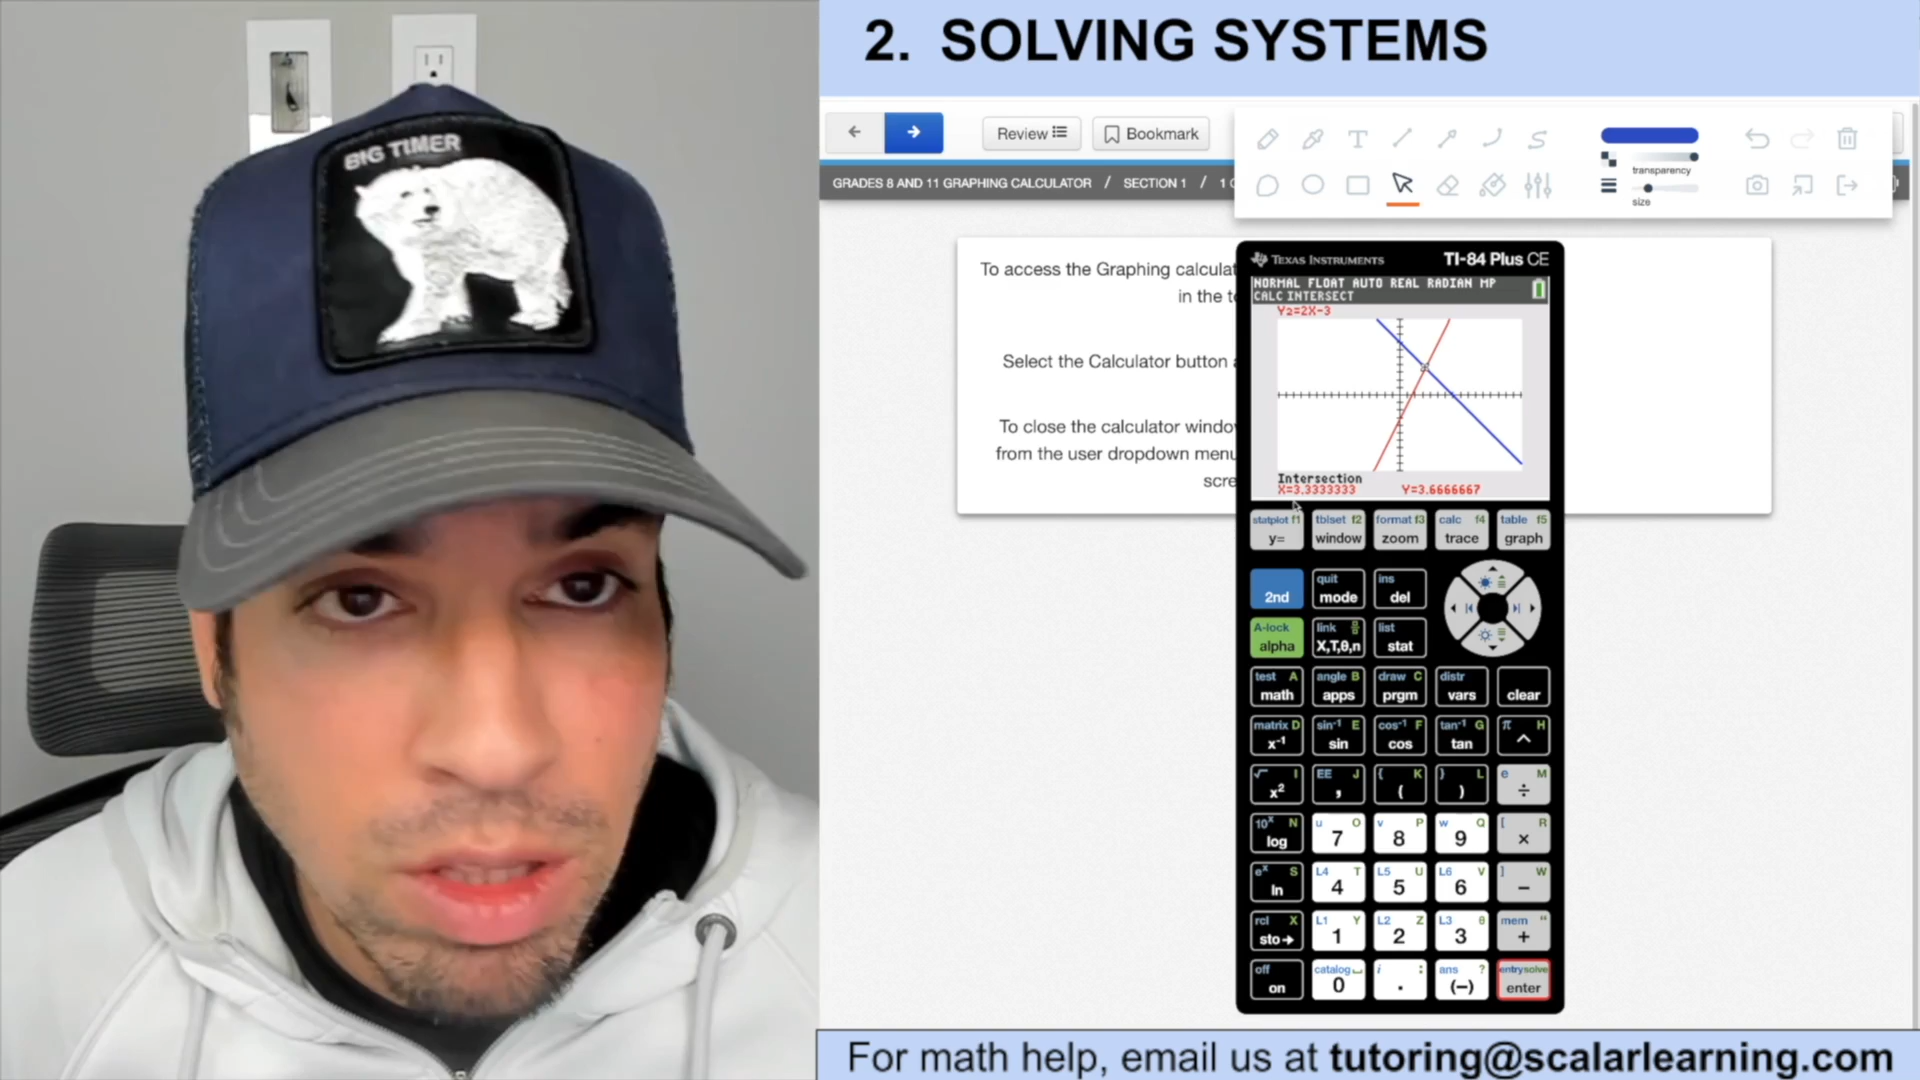 BIG TIMER
2. SOLVING SYSTEMS
Review
Bookmark
transparency
size
GRADES 8 AND 11 GRAPHING CALCULATOR / SECTION 1 /
To access the Graphing calculat
in the t
Select the Calculator button
To close the calculator windo
from the user dropdown menu
scre
TEXAS INSTRUMENTS TI-84 Plus CE
NORMAL FLOAT AUTO REAL RADIAN MP
CALC INTERSECT
Y2=2X-3
Intersection
X=3.3333333 Y=3.6666667
statplot f1 tblset f2 format f3 calc f4 table f5
y= window zoom trace graph
quit ins
2nd mode del
A-lock link list
alpha X,T,θ,n stat
test A angle B draw C distr
math apps prgm vars clear
matrix D sin-1 E cos-1 F tan-1 G π H
x-1 sin cos tan ^
√ I EE J { K } L e M
x2 , ( ) ÷
10x N u O v P w Q [ R
log 7 8 9 ×
ex S L4 T L5 U L6 V ] W
ln 4 5 6 −
rcl X L1 Y L2 Z L3 θ mem "
sto→ 1 2 3 +
off catalog i : ans ? entry solve
on 0 . (−) enter
For math help, email us at tutoring@scalarlearning.com